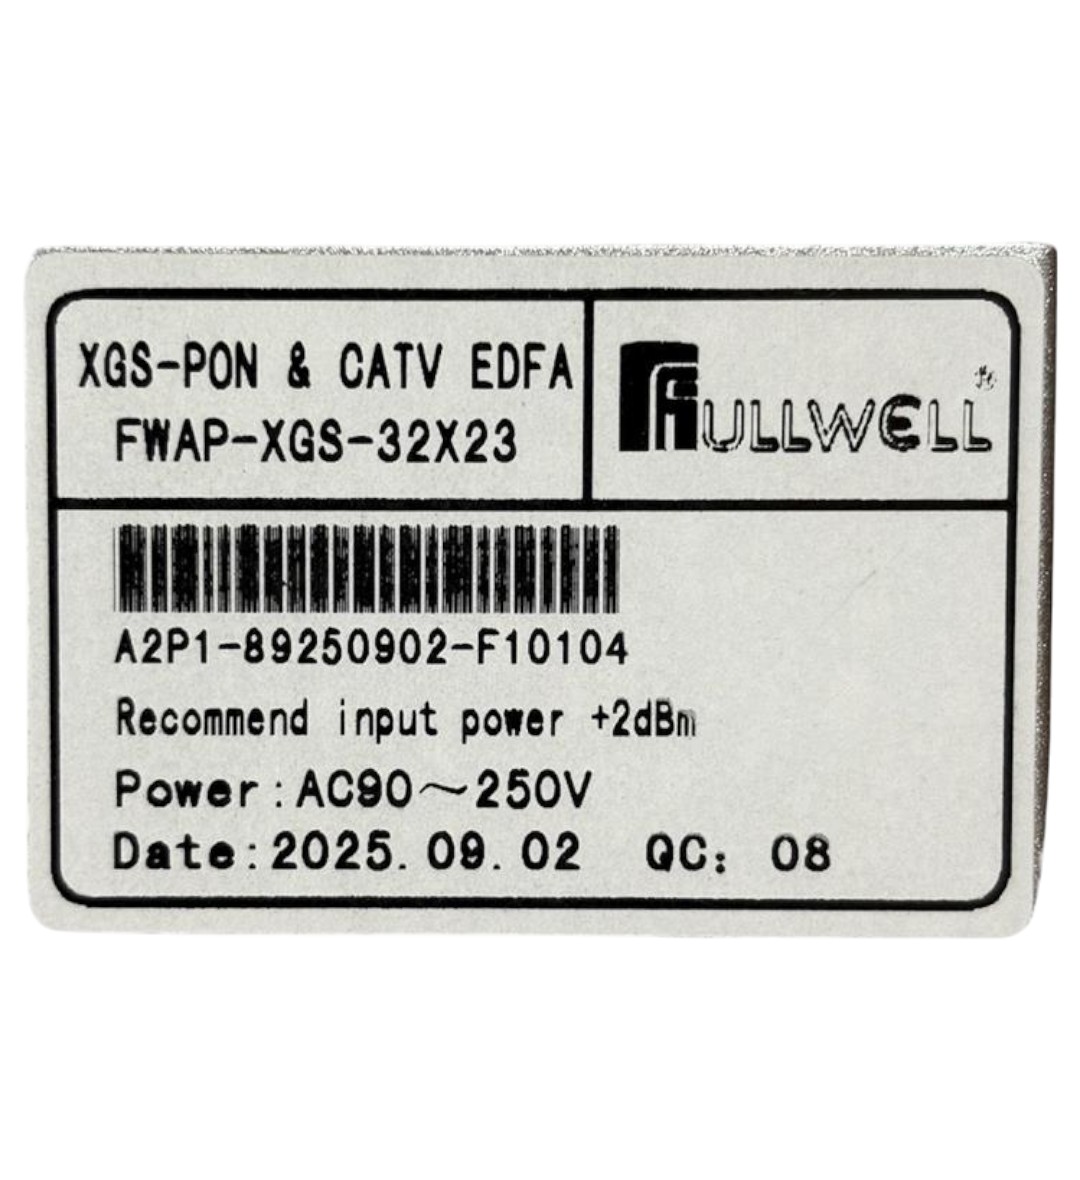 XGS-PON & CATV EDFA
FWAP-XGS-32X23
FULLWELL
A2P1-89250902-F10104
Recommend input power +2dBm
Power:AC90～250V
Date:2025.09.02 QC: 08